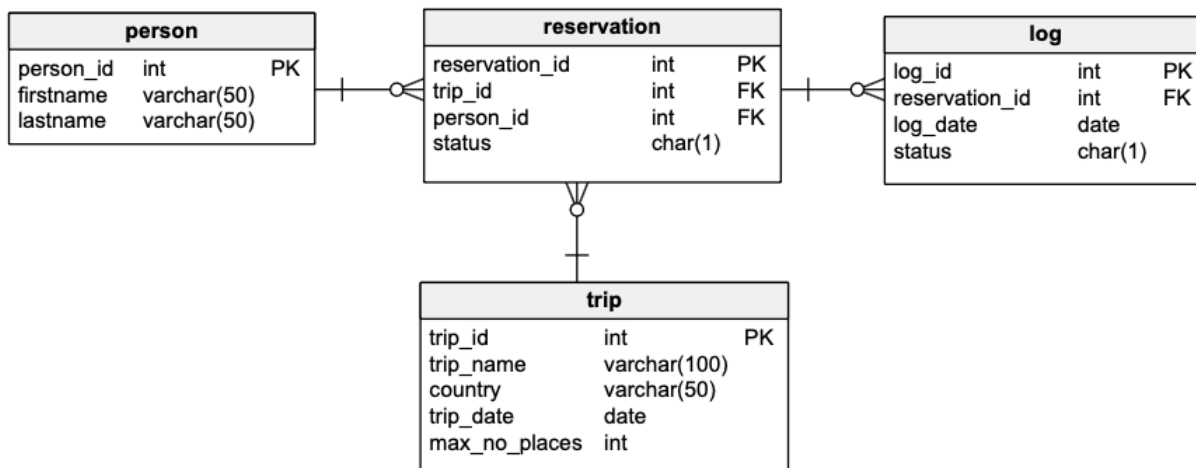 person
person_id int PK
firstname varchar(50)
lastname varchar(50)
reservation
reservation_id int PK
trip_id int FK
person_id int FK
status char(1)
log
log_id int PK
reservation_id int FK
log_date date
status char(1)
trip
trip_id int PK
trip_name varchar(100)
country varchar(50)
trip_date date
max_no_places int